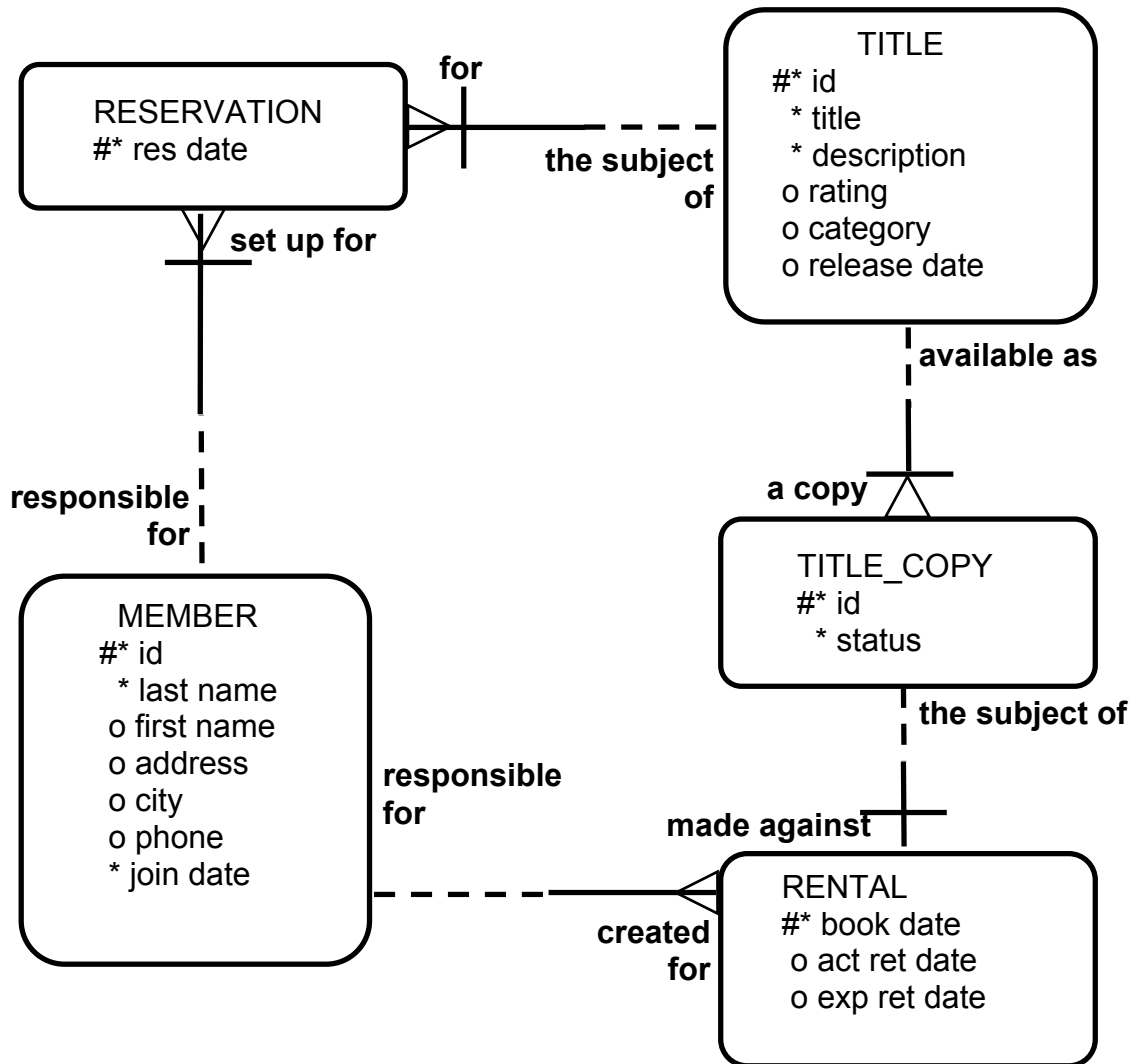 RESERVATION
#* res date
for
the subject
of
TITLE
#* id
* title
* description
o rating
o category
o release date
set up for
available as
responsible
for
a copy
TITLE_COPY
#* id
* status
MEMBER
#* id
* last name
o first name
o address
o city
o phone
* join date
the subject of
responsible
for
made against
created
for
RENTAL
#* book date
o act ret date
o exp ret date